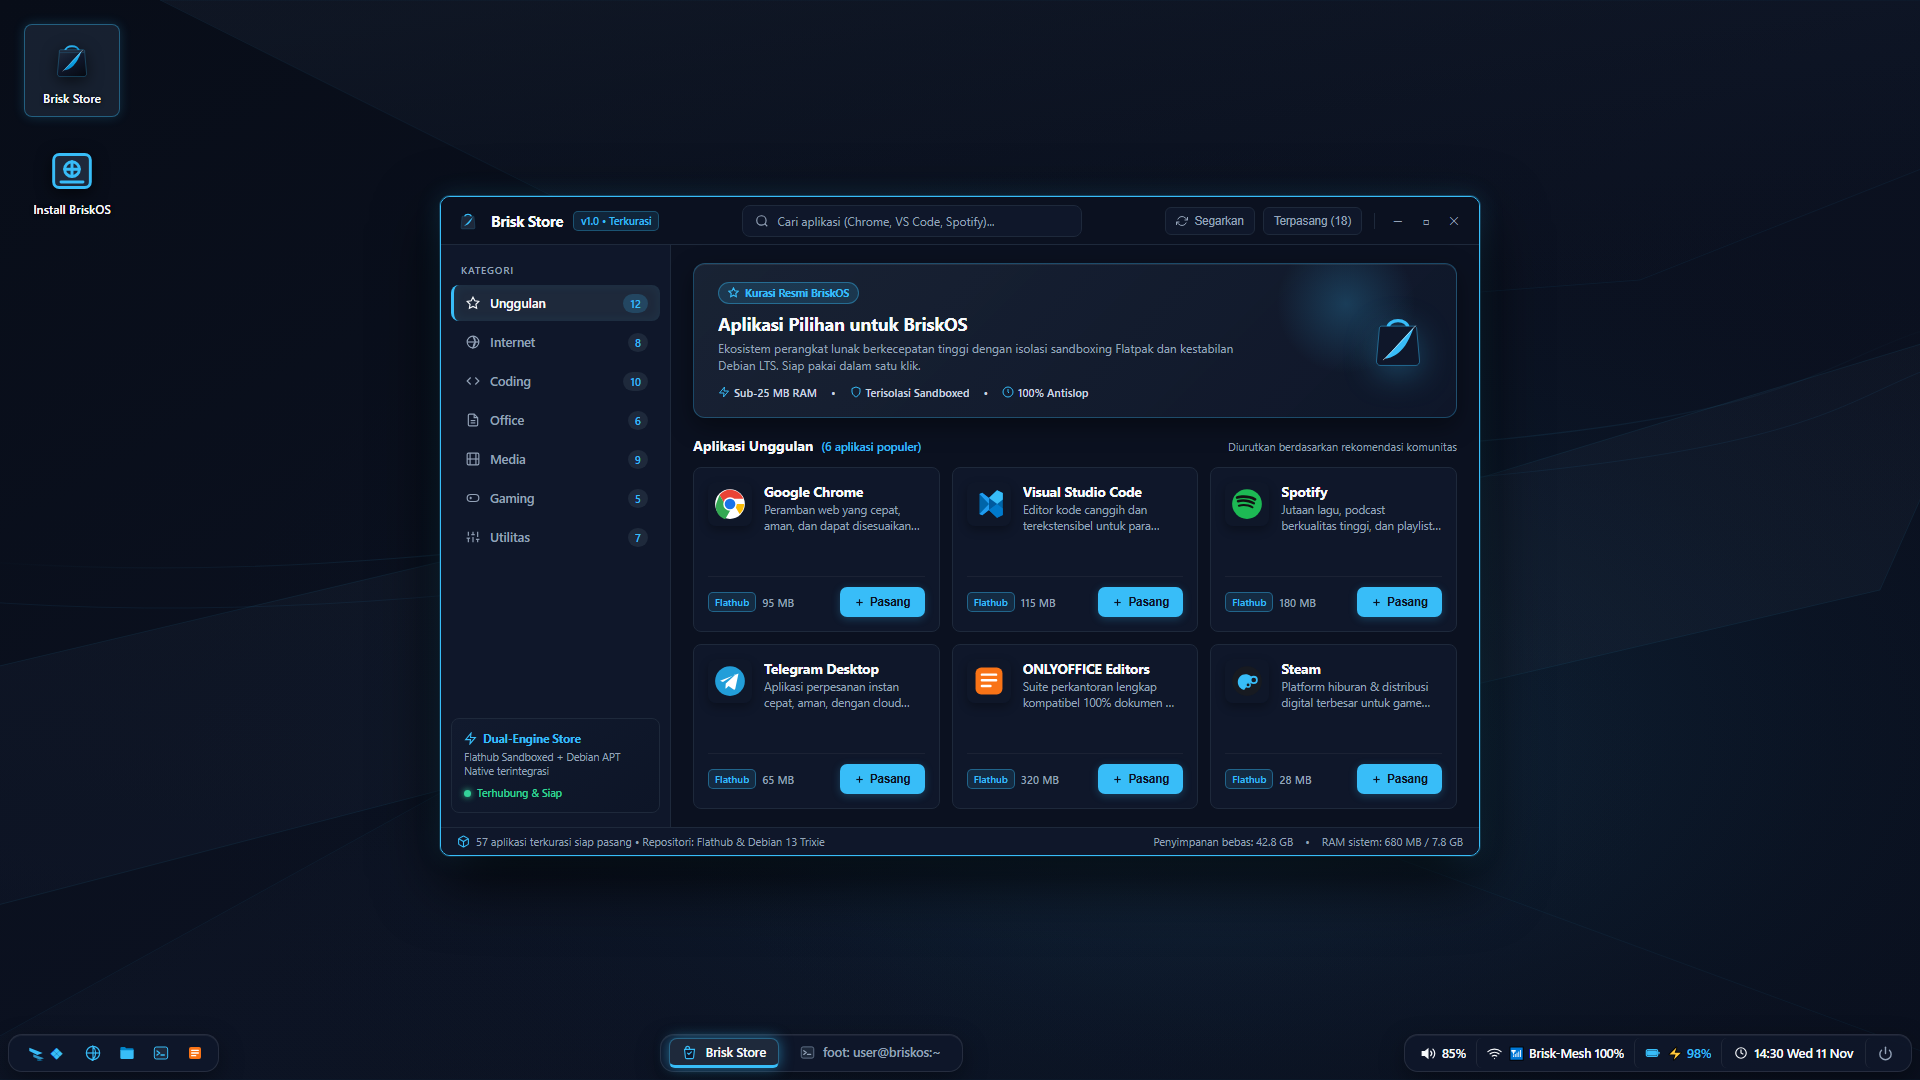 Brisk Store
Install BriskOS
Brisk Store
v1.0 • Terkurasi
Cari aplikasi (Chrome, VS Code, Spotify)...
Segarkan
Terpasang (18)
KATEGORI
Unggulan 12
Internet 8
Coding 10
Office 6
Media 9
Gaming 5
Utilitas 7
Dual-Engine Store
Flathub Sandboxed + Debian APT
Native terintegrasi
Terhubung & Siap
Kurasi Resmi BriskOS
Aplikasi Pilihan untuk BriskOS
Ekosistem perangkat lunak berkecepatan tinggi dengan isolasi sandboxing Flatpak dan kestabilan
Debian LTS. Siap pakai dalam satu klik.
Sub-25 MB RAM • Terisolasi Sandboxed • 100% Antislop
Aplikasi Unggulan (6 aplikasi populer)
Diurutkan berdasarkan rekomendasi komunitas
Google Chrome
Peramban web yang cepat,
aman, dan dapat disesuaikan...
Flathub 95 MB
+ Pasang
Visual Studio Code
Editor kode canggih dan
terekstensibel untuk para...
Flathub 115 MB
+ Pasang
Spotify
Jutaan lagu, podcast
berkualitas tinggi, dan playlist...
Flathub 180 MB
+ Pasang
Telegram Desktop
Aplikasi perpesanan instan
cepat, aman, dengan cloud...
Flathub 65 MB
+ Pasang
ONLYOFFICE Editors
Suite perkantoran lengkap
kompatibel 100% dokumen ...
Flathub 320 MB
+ Pasang
Steam
Platform hiburan & distribusi
digital terbesar untuk game...
Flathub 28 MB
+ Pasang
57 aplikasi terkurasi siap pasang • Repositori: Flathub & Debian 13 Trixie
Penyimpanan bebas: 42.8 GB • RAM sistem: 680 MB / 7.8 GB
Brisk Store
foot: user@briskos:~
85%
Brisk-Mesh 100%
98%
14:30 Wed 11 Nov